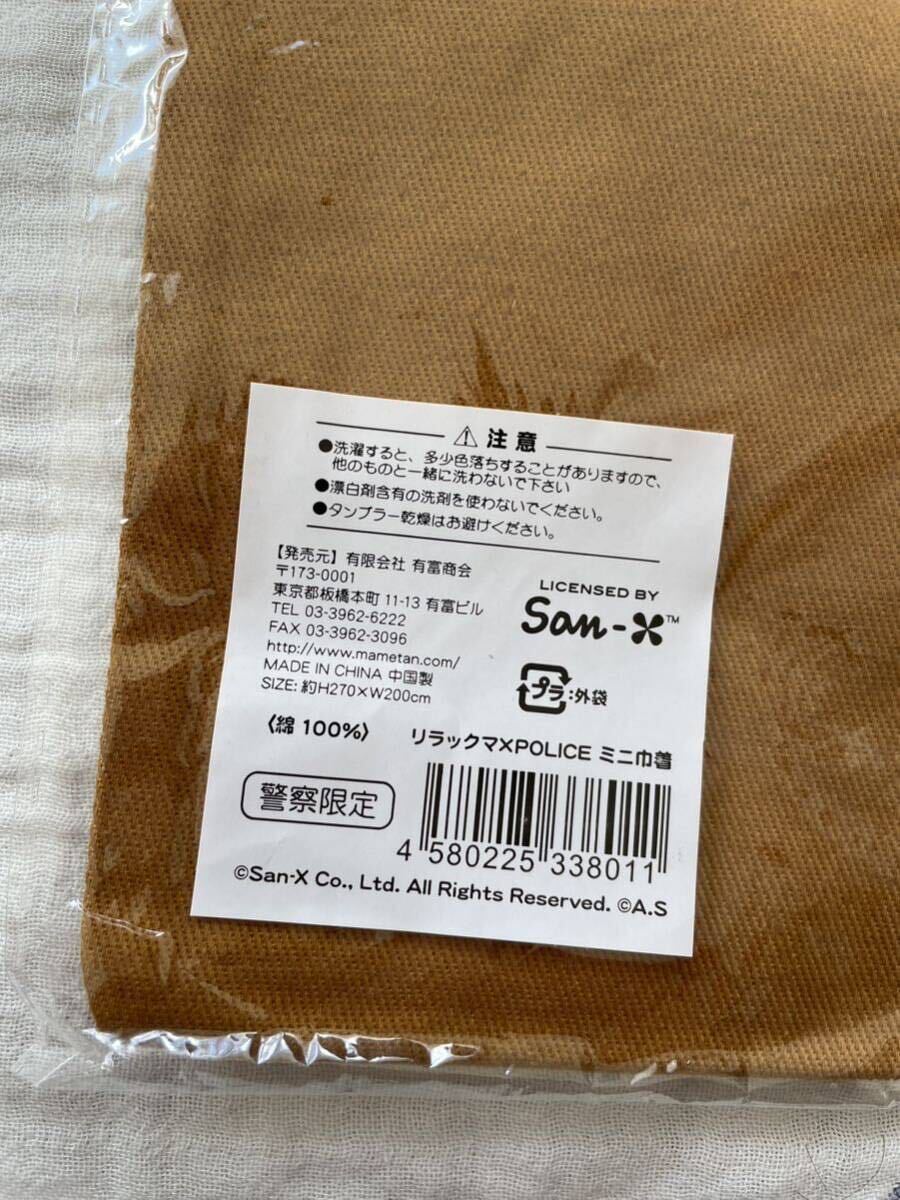 ⚠ 注意
●洗濯すると、多少色落ちすることがありますので、
他のものと一緒に洗わないで下さい
●漂白剤含有の洗剤を使わないでください。
●タンブラー乾燥はお避けください。
【発売元】有限会社 有富商会
〒173-0001
東京都板橋本町 11-13 有富ビル
TEL 03-3962-6222
FAX 03-3962-3096
http://www.mametan.com/
MADE IN CHINA 中国製
SIZE: 約H270×W200cm
LICENSED BY
San-X™
プラ:外袋
〈綿 100%〉
リラックマ×POLICE ミニ巾着
警察限定
4 580225 338011
©San-X Co., Ltd. All Rights Reserved. ©A.S